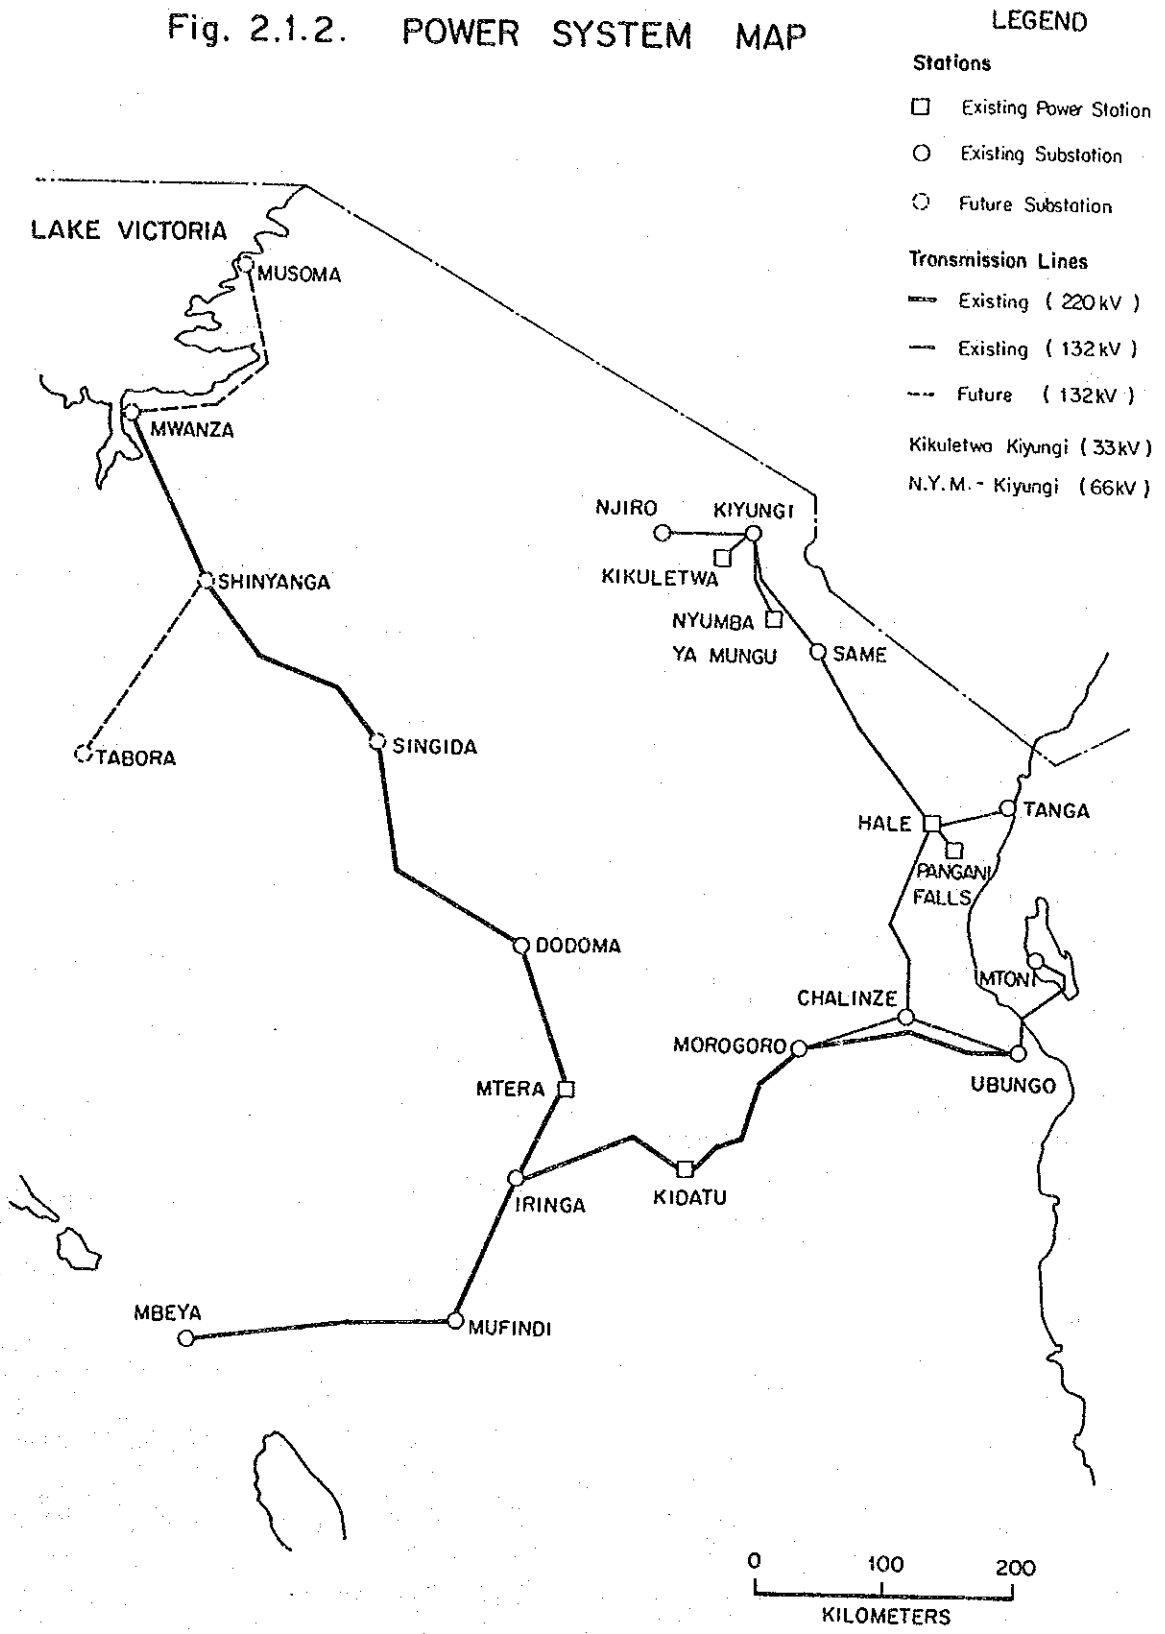 Fig. 2.1.2. POWER SYSTEM MAP
LEGEND
Stations
Existing Power Station
Existing Substation
Future Substation
Transmission Lines
Existing ( 220kV )
Existing ( 132kV )
Future ( 132kV )
Kikuletwa Kiyungi ( 33kV )
N.Y.M. - Kiyungi ( 66kV )
LAKE VICTORIA
MUSOMA
MWANZA
NJIRO
KIYUNGI
KIKULETWA
SHINYANGA
NYUMBA
YA MUNGU
SAME
SINGIDA
TABORA
HALE
TANGA
PANGANI
FALLS
DODOMA
MTONI
CHALINZE
MOROGORO
UBUNGO
MTERA
KIDATU
IRINGA
MBEYA
MUFINDI
0 100 200
KILOMETERS